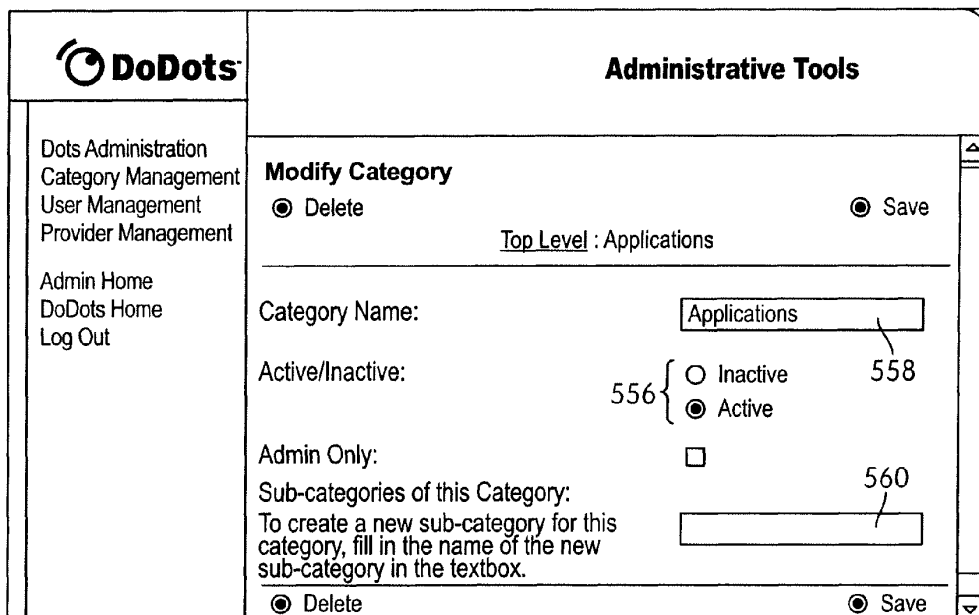 DoDots
Administrative Tools
Dots Administration
Category Management
User Management
Provider Management
Admin Home
DoDots Home
Log Out
Modify Category
Delete
Save
Top Level : Applications
Category Name:
Applications
558
Active/Inactive:
556
Inactive
Active
Admin Only:
560
Sub-categories of this Category:
To create a new sub-category for this
category, fill in the name of the new
sub-category in the textbox.
Delete
Save